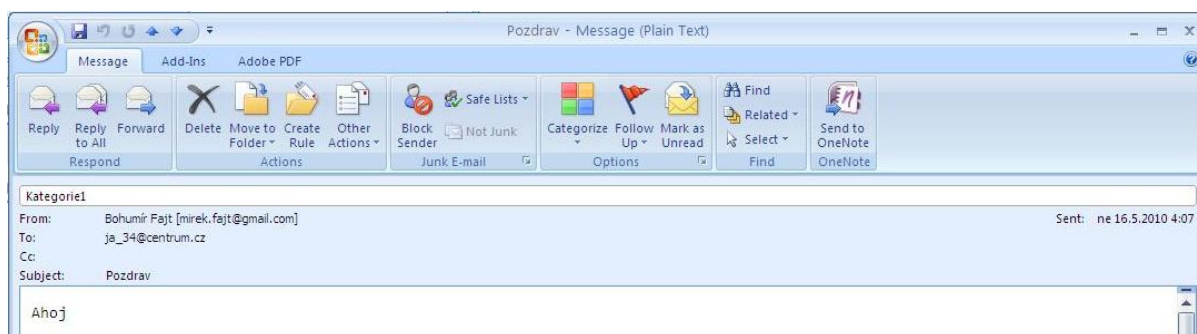 Pozdrav - Message (Plain Text)
Message Add-Ins Adobe PDF
Reply Reply to All Forward
Respond
Delete Move to Folder Create Rule Other Actions
Actions
Block Sender Safe Lists Not Junk
Junk E-mail
Categorize Follow Up Mark as Unread
Options
Find Related Select
Find
Send to OneNote
OneNote
Kategorie1
From: Bohumír Fajt [mirek.fajt@gmail.com] Sent: ne 16.5.2010 4:07
To: ja_34@centrum.cz
Cc:
Subject: Pozdrav
Ahoj